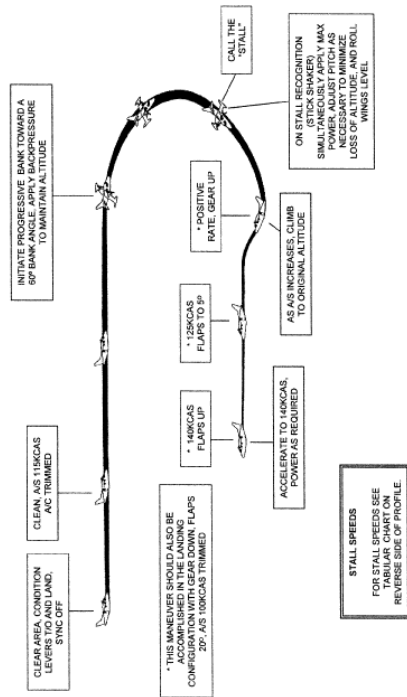 CLEAR AREA, CONDITION
LEVERS T/O AND LAND,
SYNC OFF
CLEAN, A/S 115KCAS
A/C TRIMMED
INITIATE PROGRESSIVE BANK TOWARD A
60º BANK ANGLE, APPLY BACKPRESSURE
TO MAINTAIN ALTITUDE
CALL THE
"STALL"
ON STALL RECOGNITION
(STICK SHAKER)
SIMULTANEOUSLY APPLY MAX
POWER, ADJUST PITCH AS
NECESSARY TO MINIMIZE
LOSS OF ALTITUDE, AND ROLL
WINGS LEVEL
* POSITIVE
RATE, GEAR UP
AS A/S INCREASES, CLIMB
TO ORIGINAL ALTITUDE
* 125KCAS
FLAPS TO 5º
* 140KCAS
FLAPS UP
ACCELERATE TO 140KCAS,
POWER AS REQUIRED
* THIS MANEUVER SHOULD ALSO BE
ACCOMPLISHED IN THE LANDING
CONFIGURATION WITH GEAR DOWN, FLAPS
20º, A/S 100KCAS TRIMMED
STALL SPEEDS
FOR STALL SPEEDS SEE
TABULAR CHART ON
REVERSE SIDE OF PROFILE.